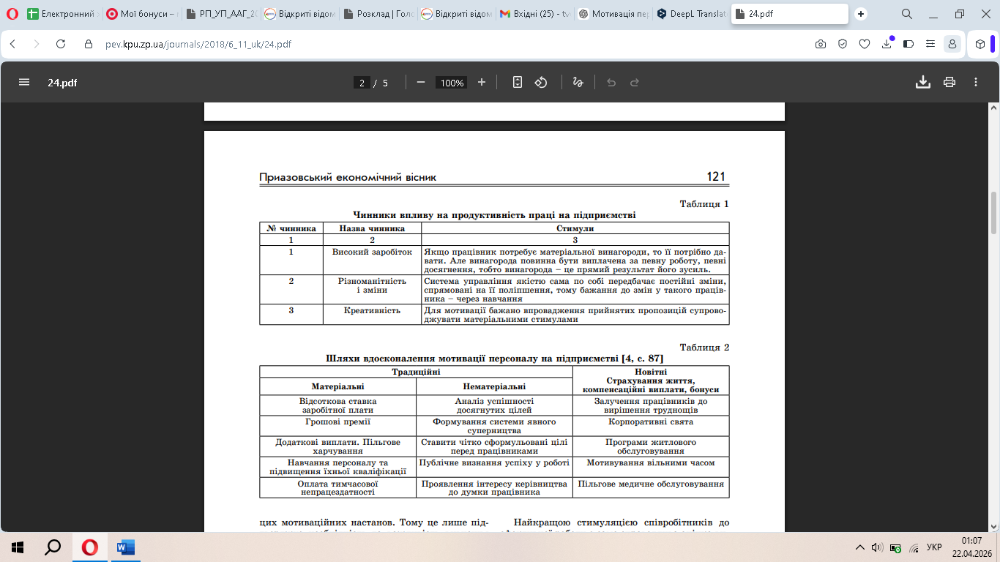 Електронний
Мої бонуси –
РП_УП_ААГ_2
Відкриті відом
Розклад | Гол
Відкриті відом
Вхідні (25) - tv
Мотивація пе
DeepL Translat
24.pdf
pev.kpu.zp.ua/journals/2018/6_11_uk/24.pdf
24.pdf
2 / 5
100%
Приазовський економічний вісник
121
Таблиця 1
Чинники впливу на продуктивність праці на підприємстві
№ чинника
Назва чинника
Стимули
1
2
3
1
Високий заробіток
Якщо працівник потребує матеріальної винагороди, то її потрібно да-
вати. Але винагорода повинна бути виплачена за певну роботу, певні
досягнення, тобто винагорода – це прямий результат його зусиль.
2
Різноманітність
і зміни
Система управління якістю сама по собі передбачає постійні зміни,
спрямовані на її поліпшення, тому бажання до змін у такого праців-
ника – через навчання
3
Креативність
Для мотивації бажано впровадження прийнятих пропозицій супрово-
джувати матеріальними стимулами
Таблиця 2
Шляхи вдосконалення мотивації персоналу на підприємстві [4, с. 87]
Традиційні
Новітні
Страхування життя,
компенсаційні виплати, бонуси
Матеріальні
Нематеріальні
Відсоткова ставка
заробітної плати
Аналіз успішності
досягнутих цілей
Залучення працівників до
вирішення труднощів
Грошові премії
Формування системи явного
суперництва
Корпоративні свята
Додаткові виплати. Пільгове
харчування
Ставити чітко сформульовані цілі
перед працівниками
Програми житлового
обслуговування
Навчання персоналу та
підвищення їхньої кваліфікації
Публічне визнання успіху у роботі
Мотивування вільними часом
Оплата тимчасової
непрацездатності
Проявлення інтересу керівництва
до думки працівника
Пільгове медичне обслуговування
цих мотиваційних настанов. Тому це лише під-
Найкращою стимуляцією співробітників до
УКР
01:07
22.04.2026